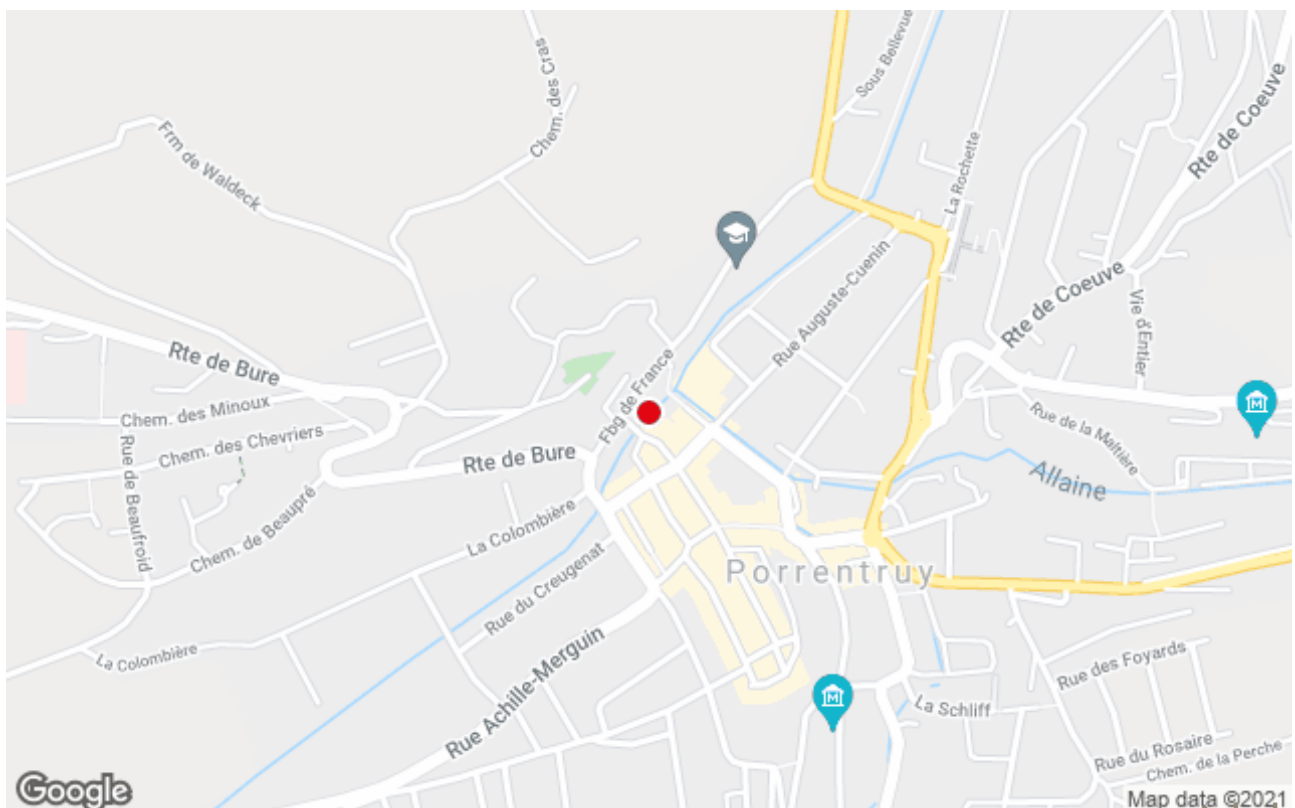 Sous Bellevue
Chem. des Cras
Rte de Coeuve
Frm de Waldeck
La Rochette
Rue Auguste-Cuenin
Rte de Coeuve
Vie d'Entier
Rte de Bure
Fbg de France
Chem. des Minoux
Chem. des Chevriers
Rue de la Maltière
Rte de Bure
Allaine
Rue de Beaufroid
Chem. de Beaupré
La Colombière
Porrentruy
Rue du Creugenat
La Colombière
Rue Achille-Merguin
Rue des Foyards
La Schliff
Rue du Rosaire
Chem. de la Perche
Google
Map data ©2021